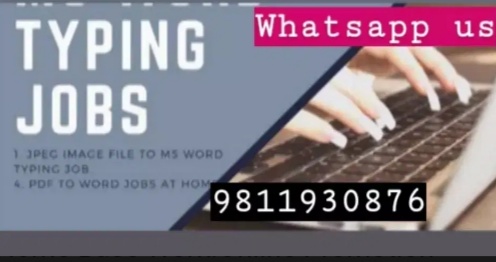 Whatsapp us
TYPING
JOBS
1. JPEG IMAGE FILE TO MS WORD
TYPING JOB
4. PDF TO WORD JOBS AT HOME
9811930876